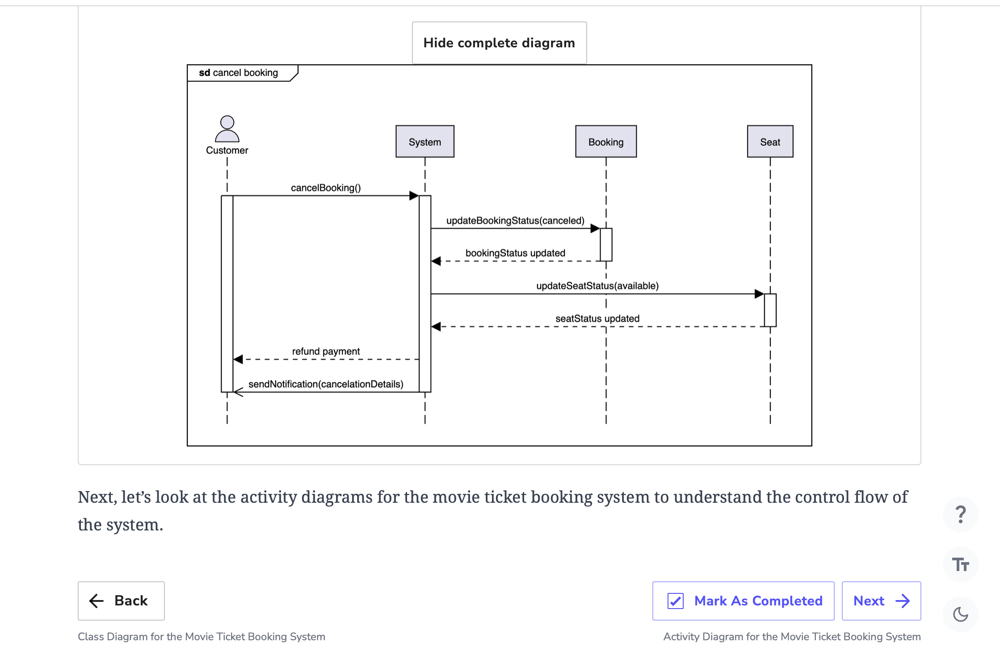 Hide complete diagram
sd cancel booking
Customer
System
Booking
Seat
cancelBooking()
updateBookingStatus(canceled)
bookingStatus updated
updateSeatStatus(available)
seatStatus updated
refund payment
sendNotification(cancelationDetails)
Next, let’s look at the activity diagrams for the movie ticket booking system to understand the control flow of
the system.
?
Tт
Back
Mark As Completed
Next
Class Diagram for the Movie Ticket Booking System
Activity Diagram for the Movie Ticket Booking System